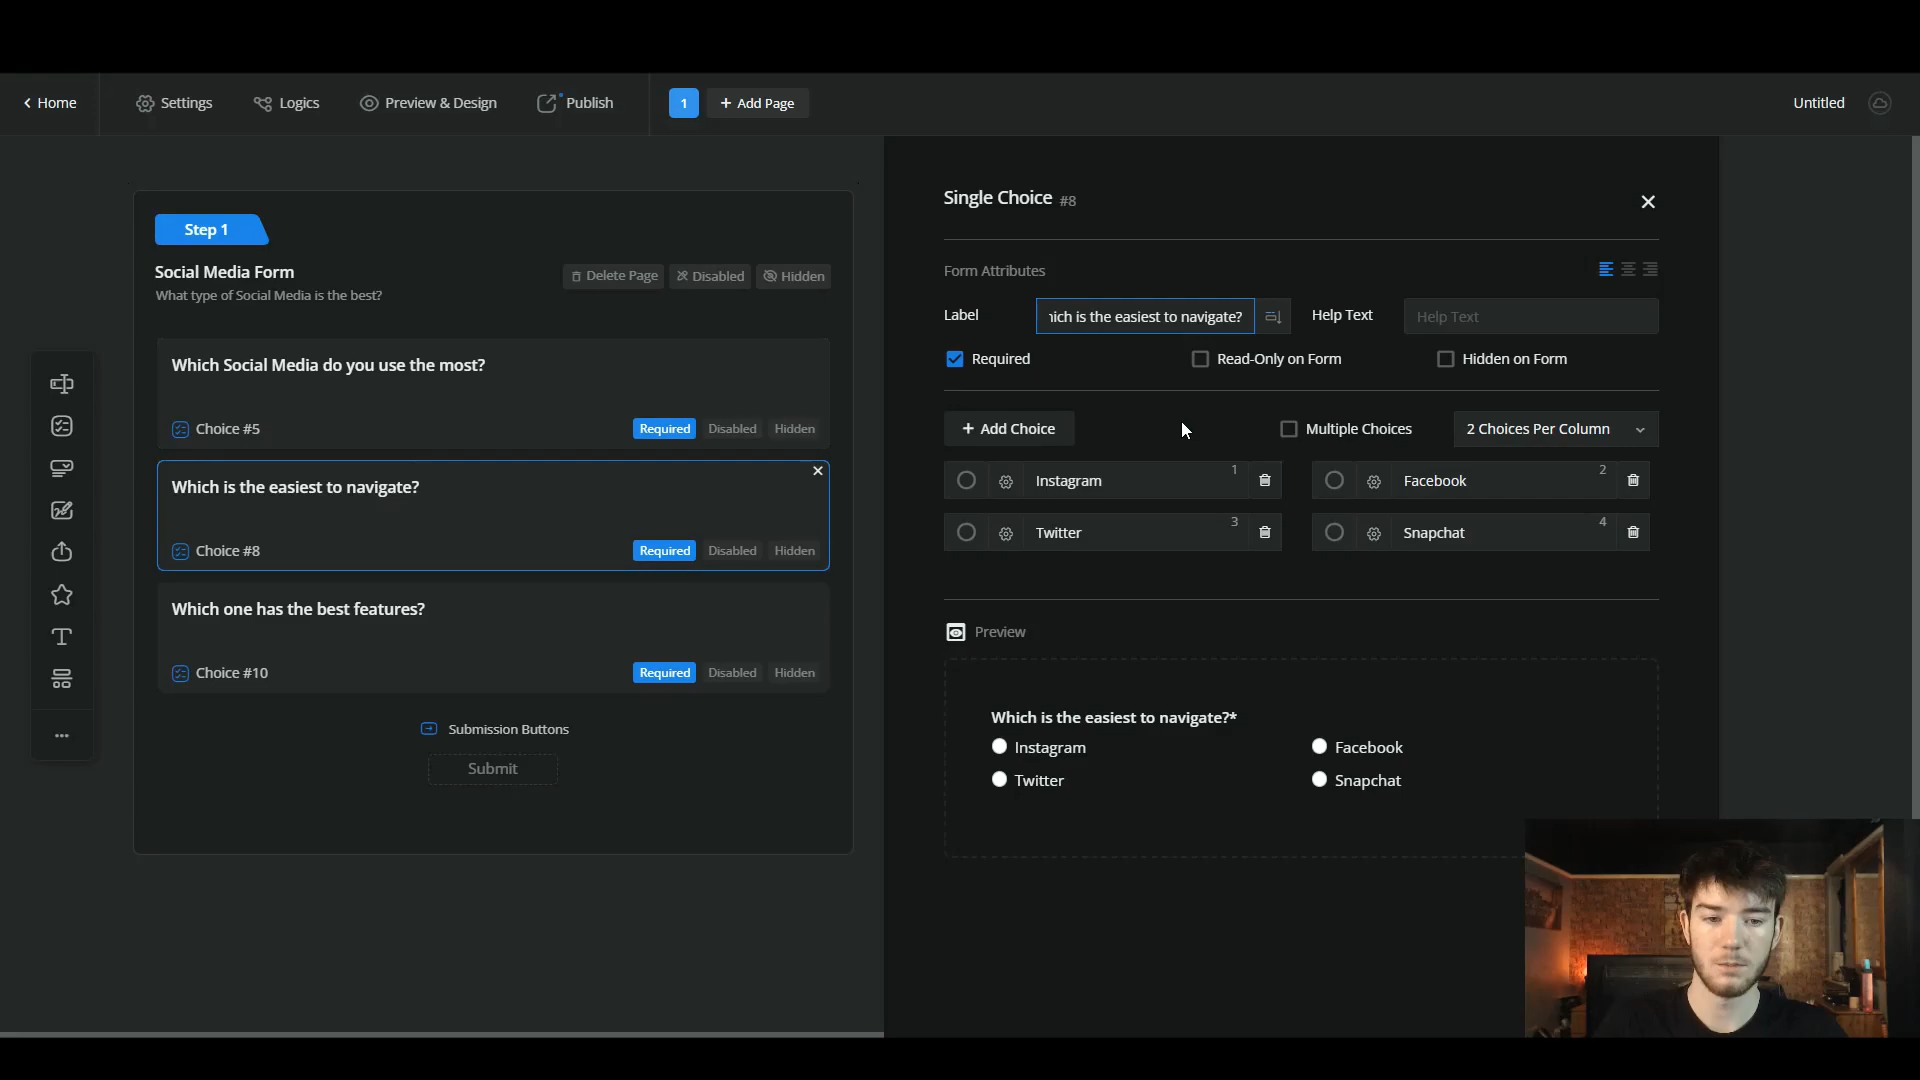 Home
Settings
Logics
Preview & Design
Publish
1
+ Add Page
Untitled
Step 1
Social Media Form
What type of Social Media is the best?
Delete Page
Disabled
Hidden
Which Social Media do you use the most?
Choice #5
Required
Disabled
Hidden
Which is the easiest to navigate?
Choice #8
Required
Disabled
Hidden
Which one has the best features?
Choice #10
Required
Disabled
Hidden
Submission Buttons
Submit
Single Choice #8
Form Attributes
Label
hich is the easiest to navigate?
Help Text
Help Text
Required
Read-Only on Form
Hidden on Form
+ Add Choice
Multiple Choices
2 Choices Per Column
Instagram 1
Facebook 2
Twitter 3
Snapchat 4
Preview
Which is the easiest to navigate?*
Instagram
Facebook
Twitter
Snapchat